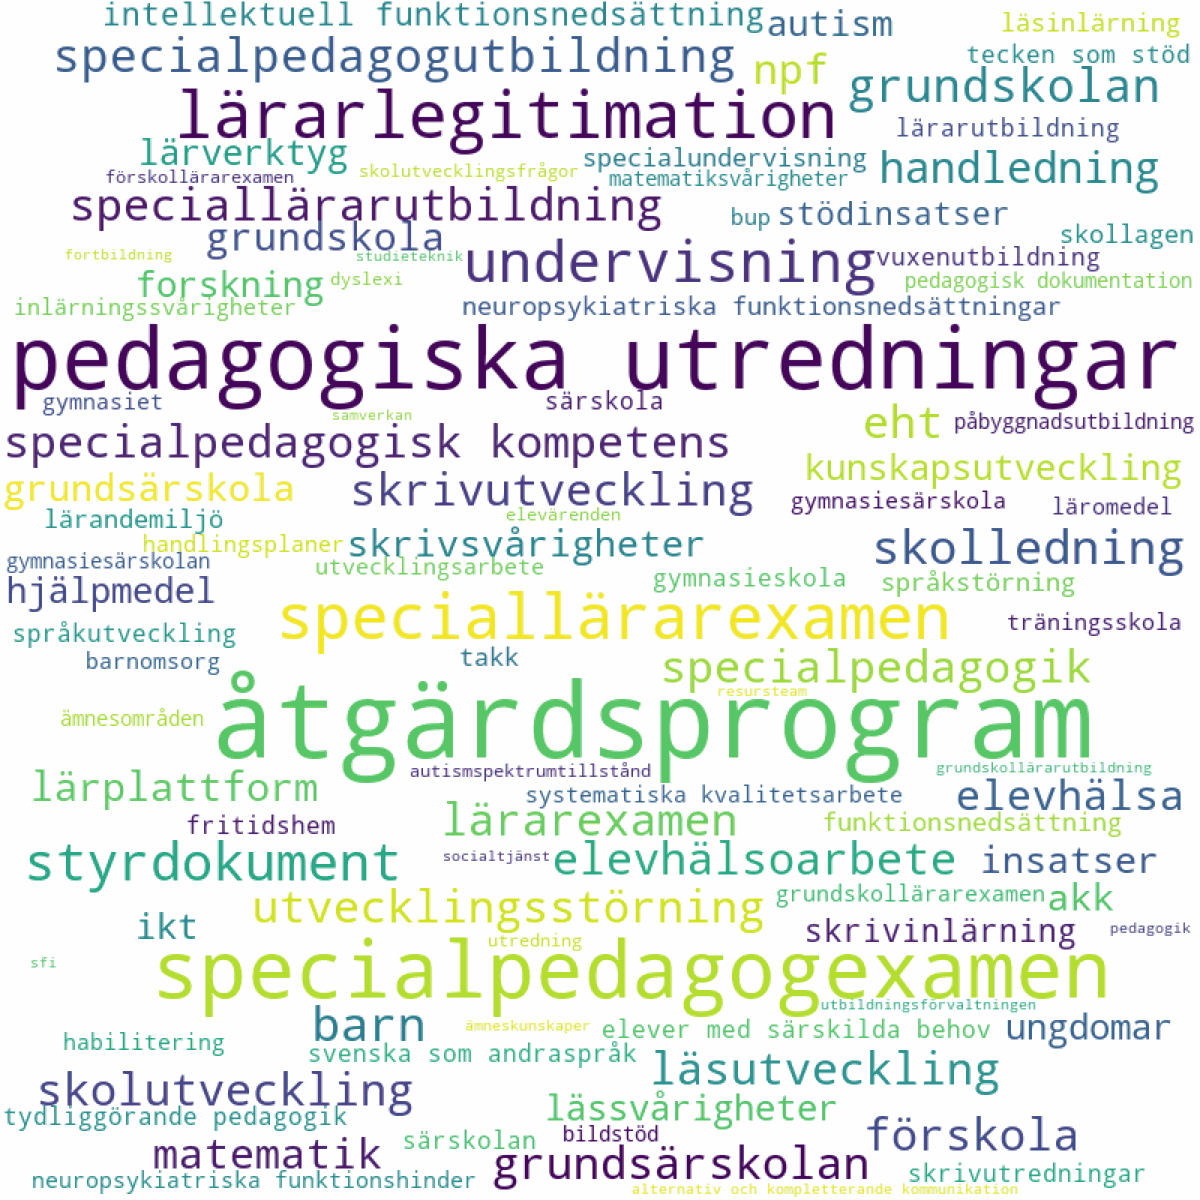 intellektuell funktionsnedsättning
autism
läsinlärning
specialpedagogutbildning
npf
tecken som stöd
grundskolan
lärarlegitimation
lärarutbildning
lärverktyg
specialundervisning
handledning
förskollärarexamen
skolutvecklingsfrågor
matematiksvårigheter
speciallärarutbildning
bup
stödinsatser
grundskola
skollagen
fortbildning
studieteknik
undervisning
vuxenutbildning
forskning
dyslexi
pedagogisk dokumentation
inlärningssvårigheter
neuropsykiatriska funktionsnedsättningar
pedagogiska utredningar
gymnasiet
särskola
samverkan
eht
påbyggnadsutbildning
specialpedagogisk kompetens
kunskapsutveckling
grundsärskola
skrivutveckling
gymnasiesärskola
läromedel
lärandemiljö
elevärenden
handlingsplaner
skrivsvårigheter
skolledning
gymnasiesärskolan
utvecklingsarbete
gymnasieskola
språkstörning
hjälpmedel
speciallärarexamen
träningsskola
språkutveckling
barnomsorg
takk
specialpedagogik
resursteam
ämnesområden
åtgärdsprogram
autismspektrumtillstånd
grundskollärarutbildning
lärplattform
systematiska kvalitetsarbete
elevhälsa
fritidshem
lärarexamen
funktionsnedsättning
styrdokument
socialtjänst
elevhälsoarbete
insatser
utvecklingsstörning
grundskollärarexamen
akk
ikt
skrivinlärning
pedagogik
utredning
sfi
specialpedagogexamen
utbildningsförvaltningen
barn
ämneskunskaper
elever med särskilda behov
ungdomar
habilitering
svenska som andraspråk
läsutveckling
skolutveckling
tydliggörande pedagogik
lässvårigheter
förskola
matematik
särskolan
bildstöd
grundsärskolan
skrivutredningar
neuropsykiatriska funktionshinder
alternativ och kompletterande kommunikation